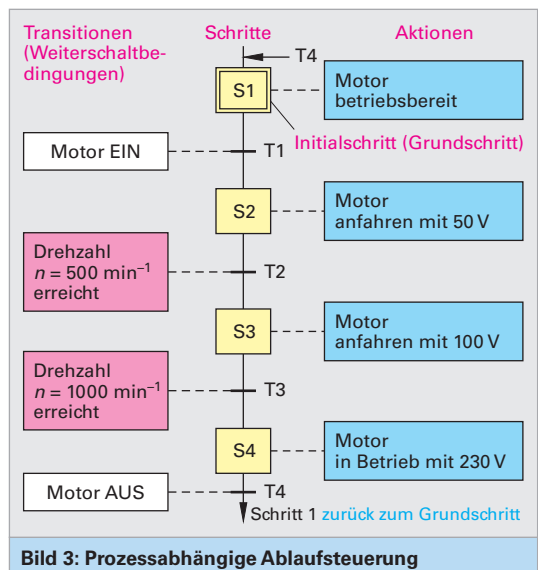 Transitionen
(Weiterschaltbe-
dingungen)
Schritte
Aktionen
T4
S1
Motor
betriebsbereit
Initialschritt (Grundschritt)
Motor EIN
T1
S2
Motor
anfahren mit 50 V
Drehzahl
n = 500 min⁻¹
erreicht
T2
S3
Motor
anfahren mit 100 V
Drehzahl
n = 1000 min⁻¹
erreicht
T3
S4
Motor
in Betrieb mit 230 V
Motor AUS
T4
Schritt 1 zurück zum Grundschritt
Bild 3: Prozessabhängige Ablaufsteuerung